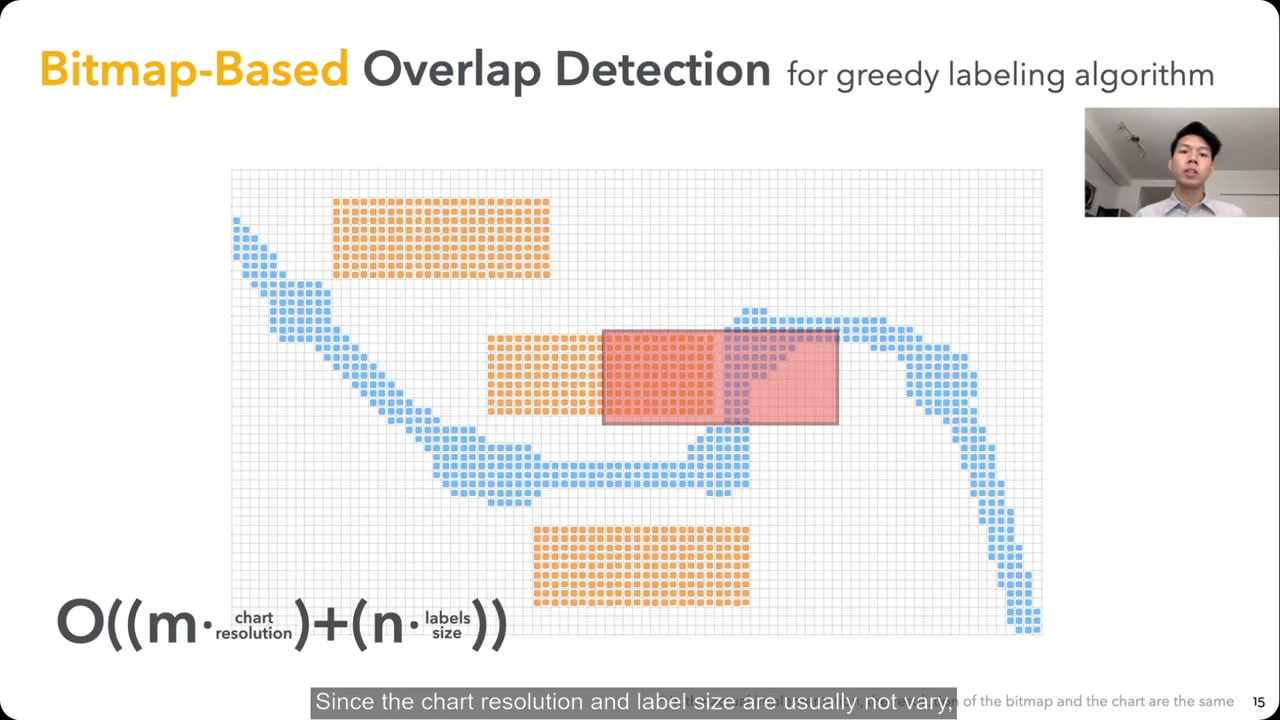 Bitmap-Based Overlap Detection for greedy labeling algorithm
O((m·chart resolution)+(n·labels size))
Since the chart resolution and label size are usually not vary,
of the bitmap and the chart are the same
15